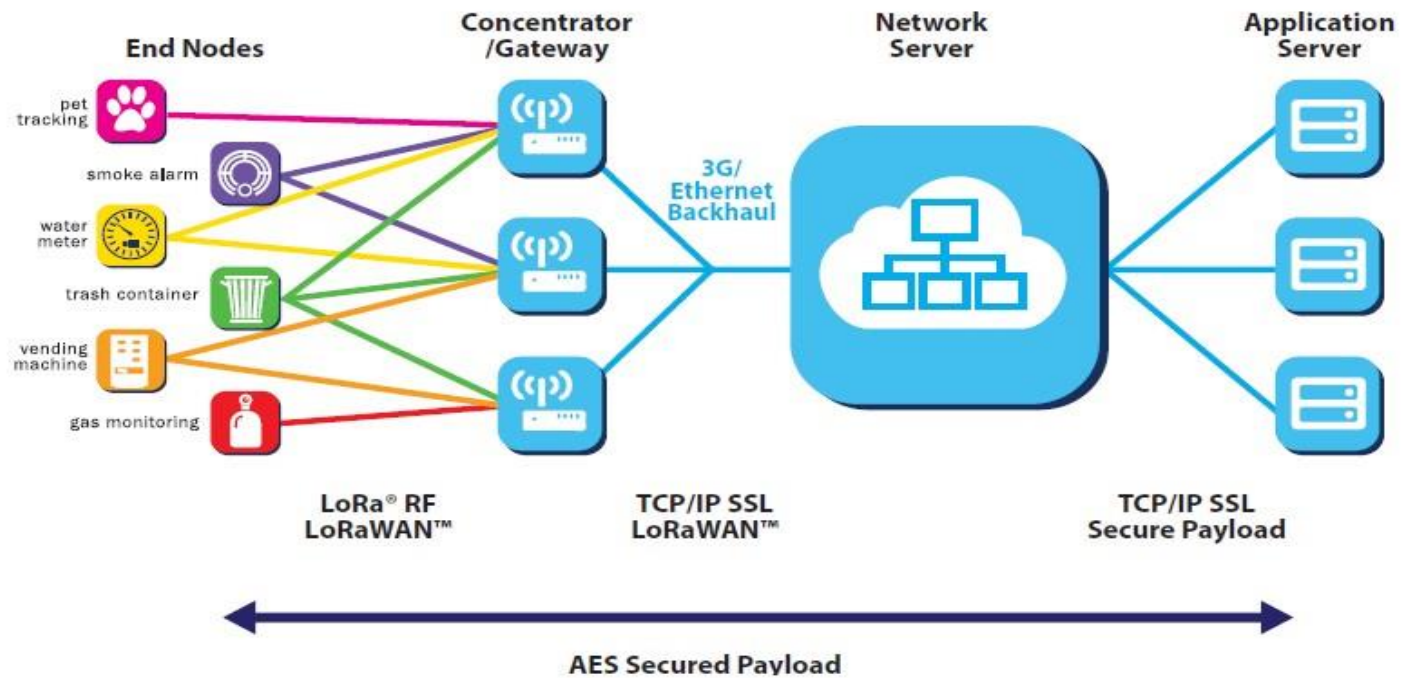 End Nodes
Concentrator
/Gateway
Network
Server
Application
Server
pet
tracking
smoke alarm
water
meter
trash container
vending
machine
gas monitoring
3G/
Ethernet
Backhaul
LoRa® RF
LoRaWAN™
TCP/IP SSL
LoRaWAN™
TCP/IP SSL
Secure Payload
AES Secured Payload